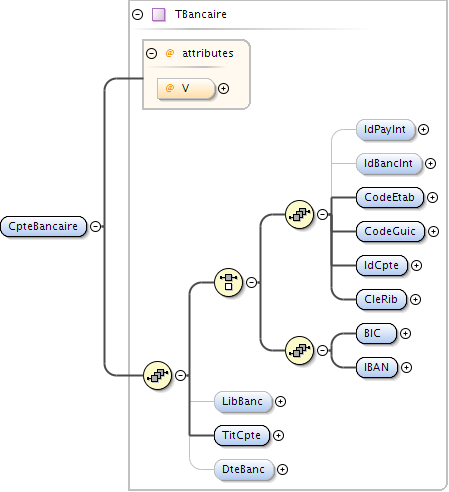 TBancaire
@ attributes
@ V
IdPayInt
IdBancInt
CodeEtab
CpteBancaire
CodeGuic
IdCpte
CleRib
BIC
IBAN
LibBanc
TitCpte
DteBanc